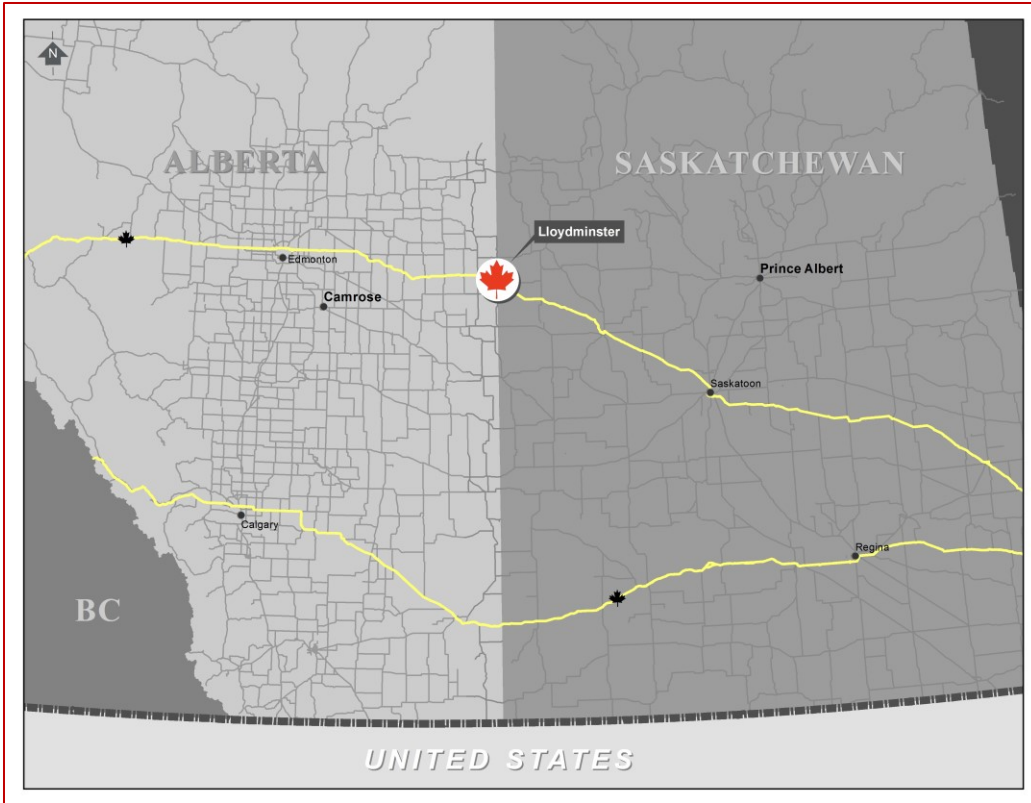 N
ALBERTA
SASKATCHEWAN
Lloydminster
Edmonton
Prince Albert
Camrose
Saskatoon
Calgary
Regina
BC
UNITED STATES